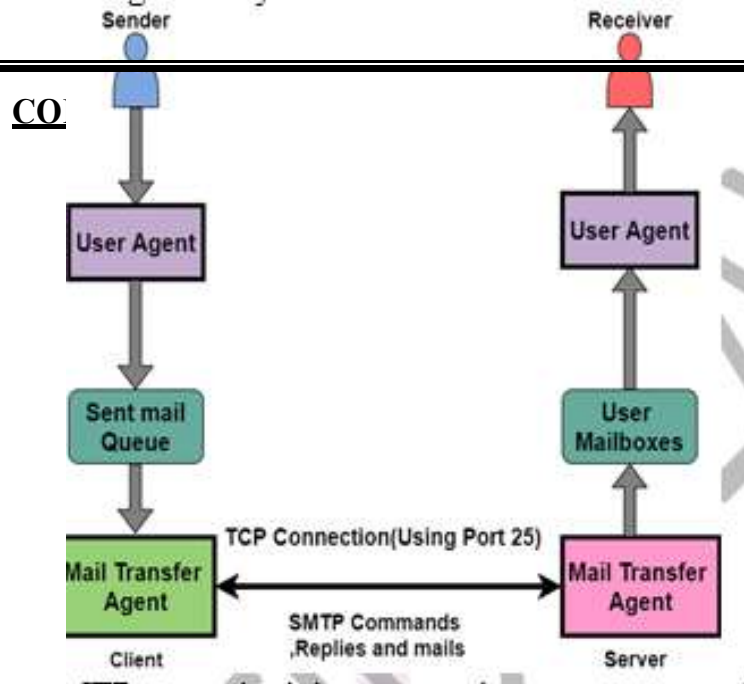 Sender
Receiver
User Agent
User Agent
Sent mail
Queue
User
Mailboxes
TCP Connection(Using Port 25)
Mail Transfer
Agent
Mail Transfer
Agent
SMTP Commands
,Replies and mails
Client
Server